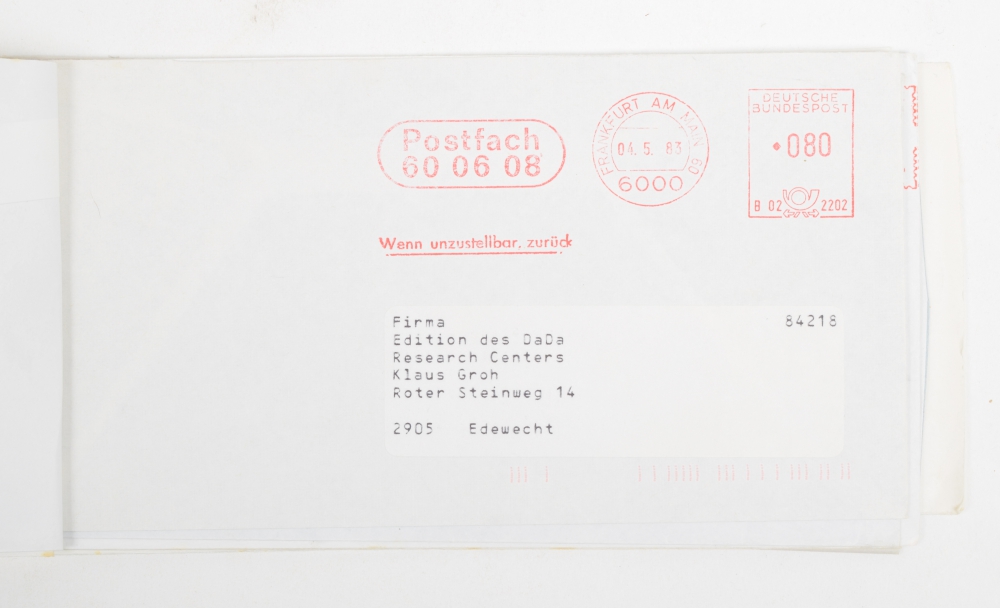 Postfach
60 06 08
FRANKFURT AM MAIN 60
04.5.83
6000
DEUTSCHE
BUNDESPOST
080
B 02 2202
Wenn unzustellbar, zurück
Firma 84218
Edition des DaDa
Research Centers
Klaus Groh
Roter Steinweg 14
2905 Edewecht